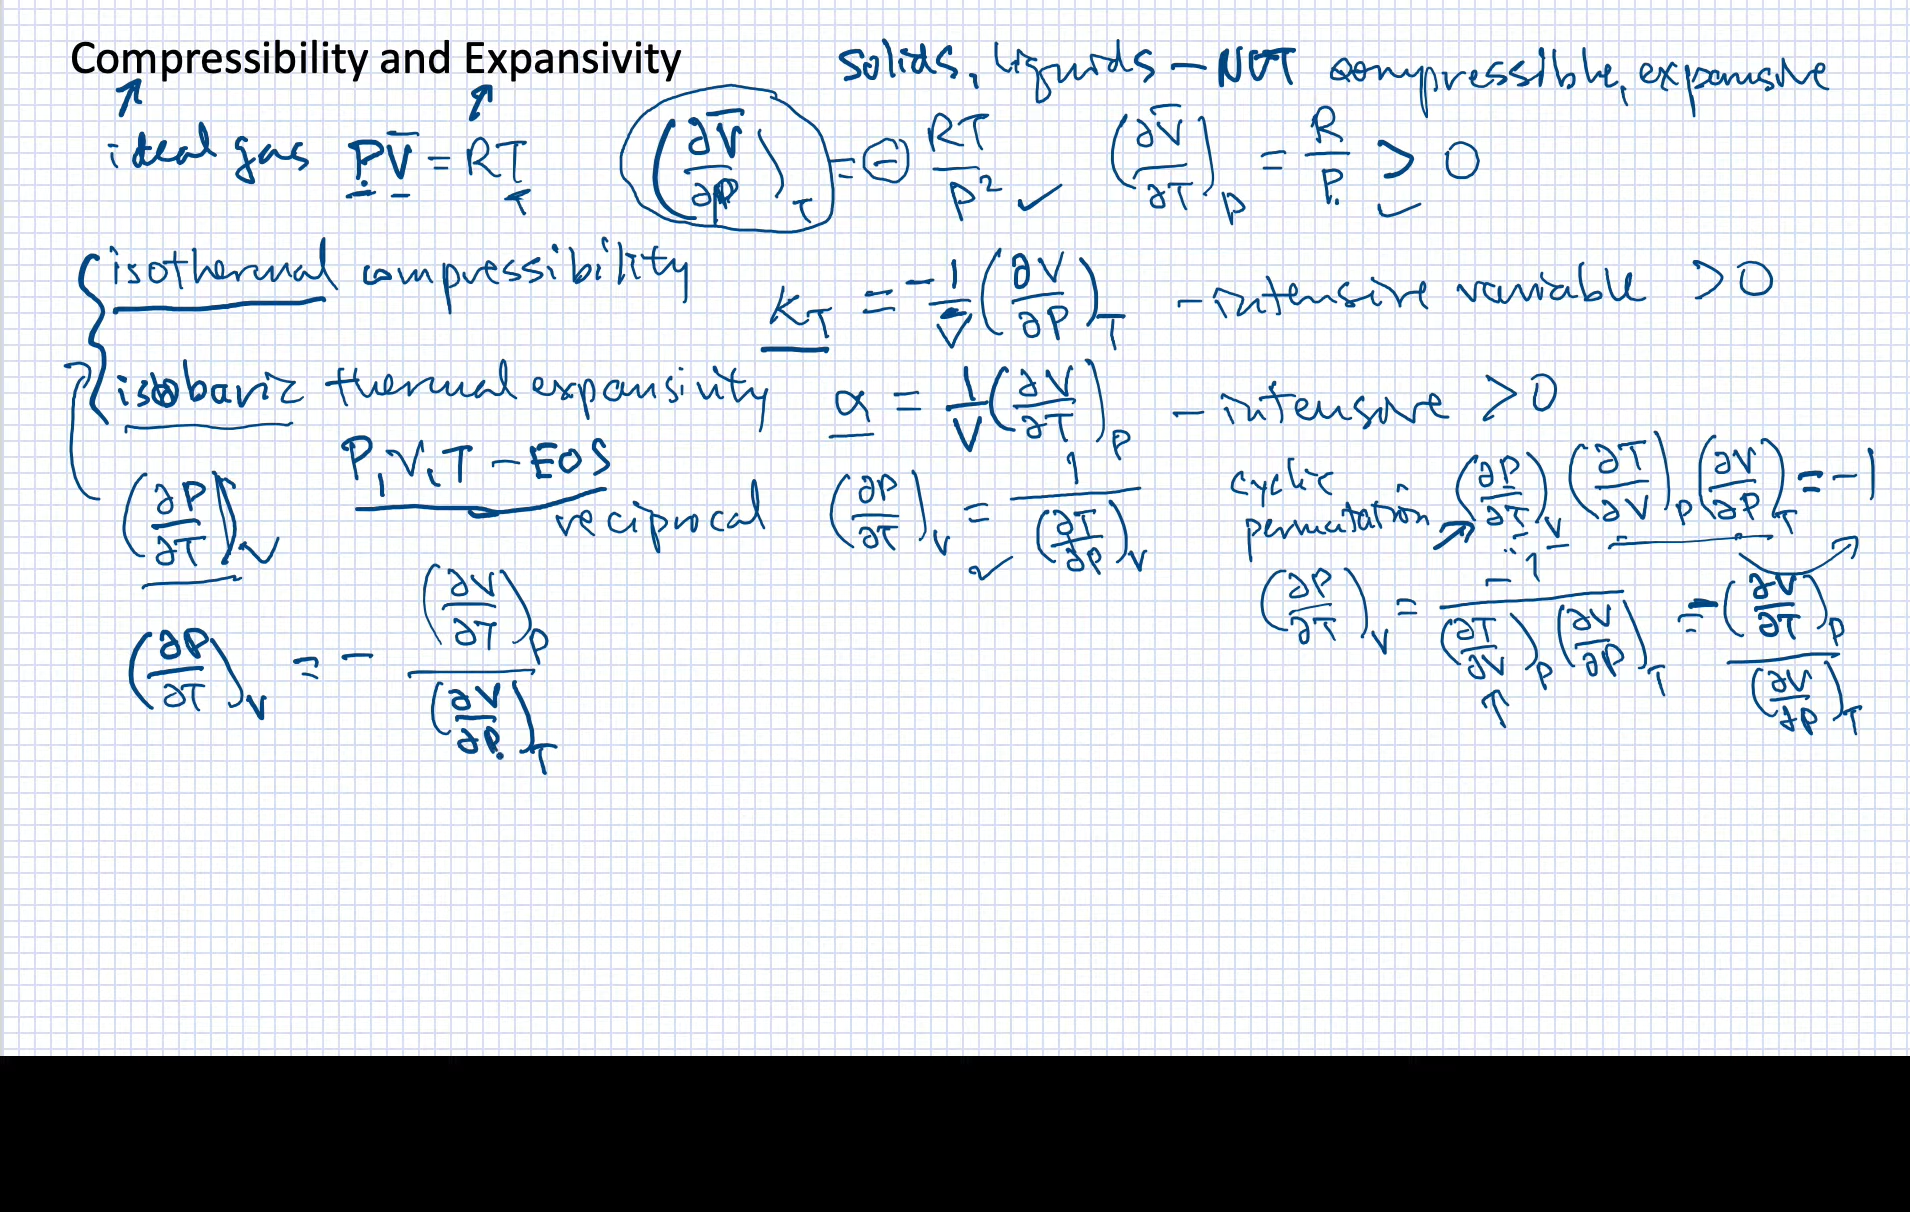 Compressibility and Expansivity
solids, liquids – NOT compressible, expansive
ideal gas P V̄ = RT (∂V̄/∂P)_T = ⊖ RT/P² ✓ (∂V̄/∂T)_P = R/P > 0
isothermal compressibility κ_T = -1/V (∂V/∂P)_T – intensive variable > 0
isobaric thermal expansivity α = 1/V (∂V/∂T)_P – intensive > 0
(∂P/∂T)_V P, V, T – EOS
reciprocal (∂P/∂T)_V = 1/(∂T/∂P)_V ✓
cyclic permutation (∂P/∂T)_V (∂T/∂V)_P (∂V/∂P)_T = -1
(∂P/∂T)_V = -1/((∂T/∂V)_P (∂V/∂P)_T) = -(∂V/∂T)_P/(∂V/∂P)_T
(∂P/∂T)_V = -(∂V/∂T)_P/(∂V/∂P)_T